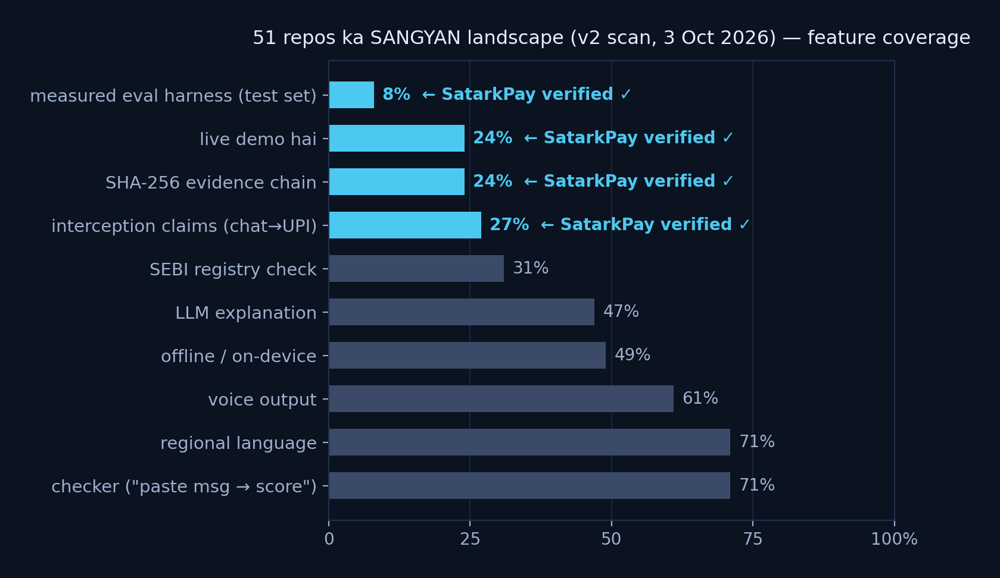 51 repos ka SANGYAN landscape (v2 scan, 3 Oct 2026) — feature coverage
measured eval harness (test set) 8% ← SatarkPay verified ✓
live demo hai 24% ← SatarkPay verified ✓
SHA-256 evidence chain 24% ← SatarkPay verified ✓
interception claims (chat→UPI) 27% ← SatarkPay verified ✓
SEBI registry check 31%
LLM explanation 47%
offline / on-device 49%
voice output 61%
regional language 71%
checker ("paste msg → score") 71%
0 25 50 75 100%